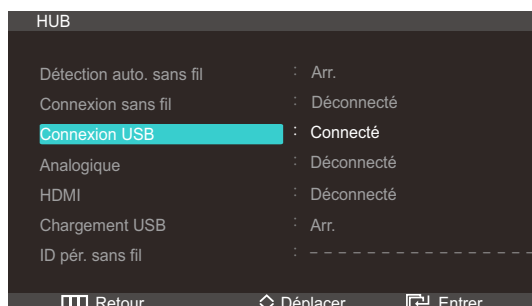 HUB
Détection auto. sans fil : Arr.
Connexion sans fil : Déconnecté
Connexion USB : Connecté
Analogique : Déconnecté
HDMI : Déconnecté
Chargement USB : Arr.
ID pér. sans fil : – – – – – – – – – – – – – – –
Retour Déplacer Entrer